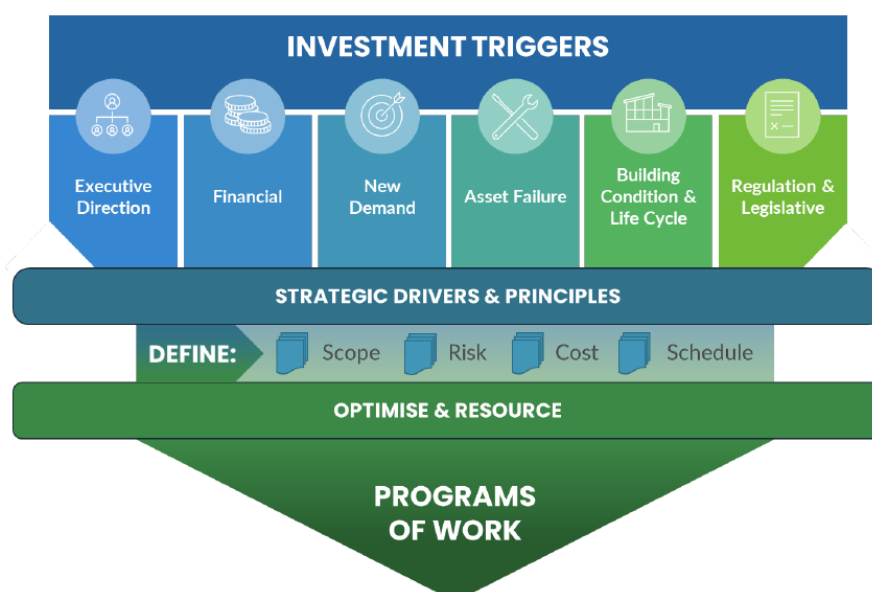 INVESTMENT TRIGGERS
Executive
Direction
Financial
New
Demand
Asset Failure
Building
Condition &
Life Cycle
Regulation &
Legislative
STRATEGIC DRIVERS & PRINCIPLES
DEFINE: Scope Risk Cost Schedule
OPTIMISE & RESOURCE
PROGRAMS
OF WORK